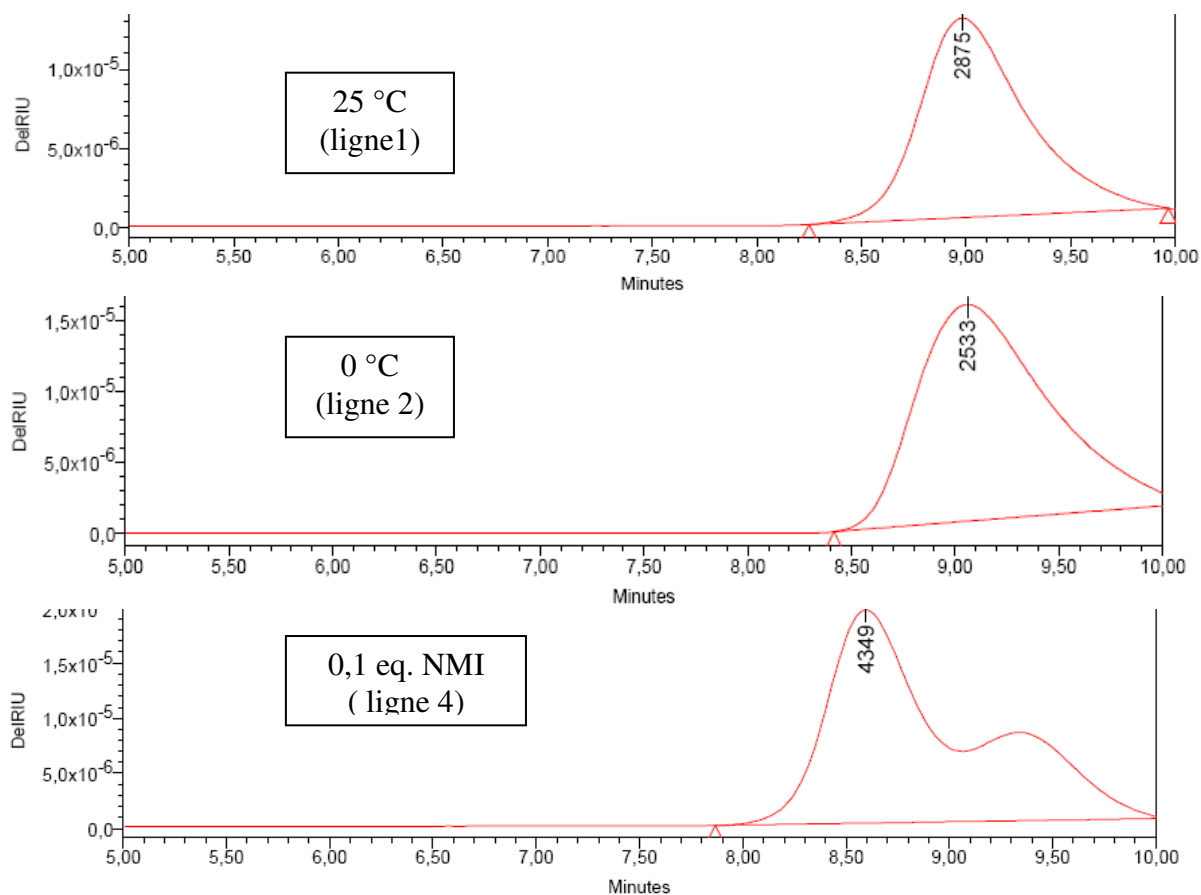 DelRIU
1,0x10-5
5,0x10-6
0,0
25 °C
(ligne1)
2875
5,00 5,50 6,00 6,50 7,00 7,50 8,00 8,50 9,00 9,50 10,00
Minutes
DelRIU
1,5x10-5
1,0x10-5
5,0x10-6
0,0
0 °C
(ligne 2)
2533
5,00 5,50 6,00 6,50 7,00 7,50 8,00 8,50 9,00 9,50 10,00
Minutes
DelRIU
2,0x10
1,5x10-5
1,0x10-5
5,0x10-6
0,0
0,1 eq. NMI
( ligne 4)
4349
5,00 5,50 6,00 6,50 7,00 7,50 8,00 8,50 9,00 9,50 10,00
Minutes